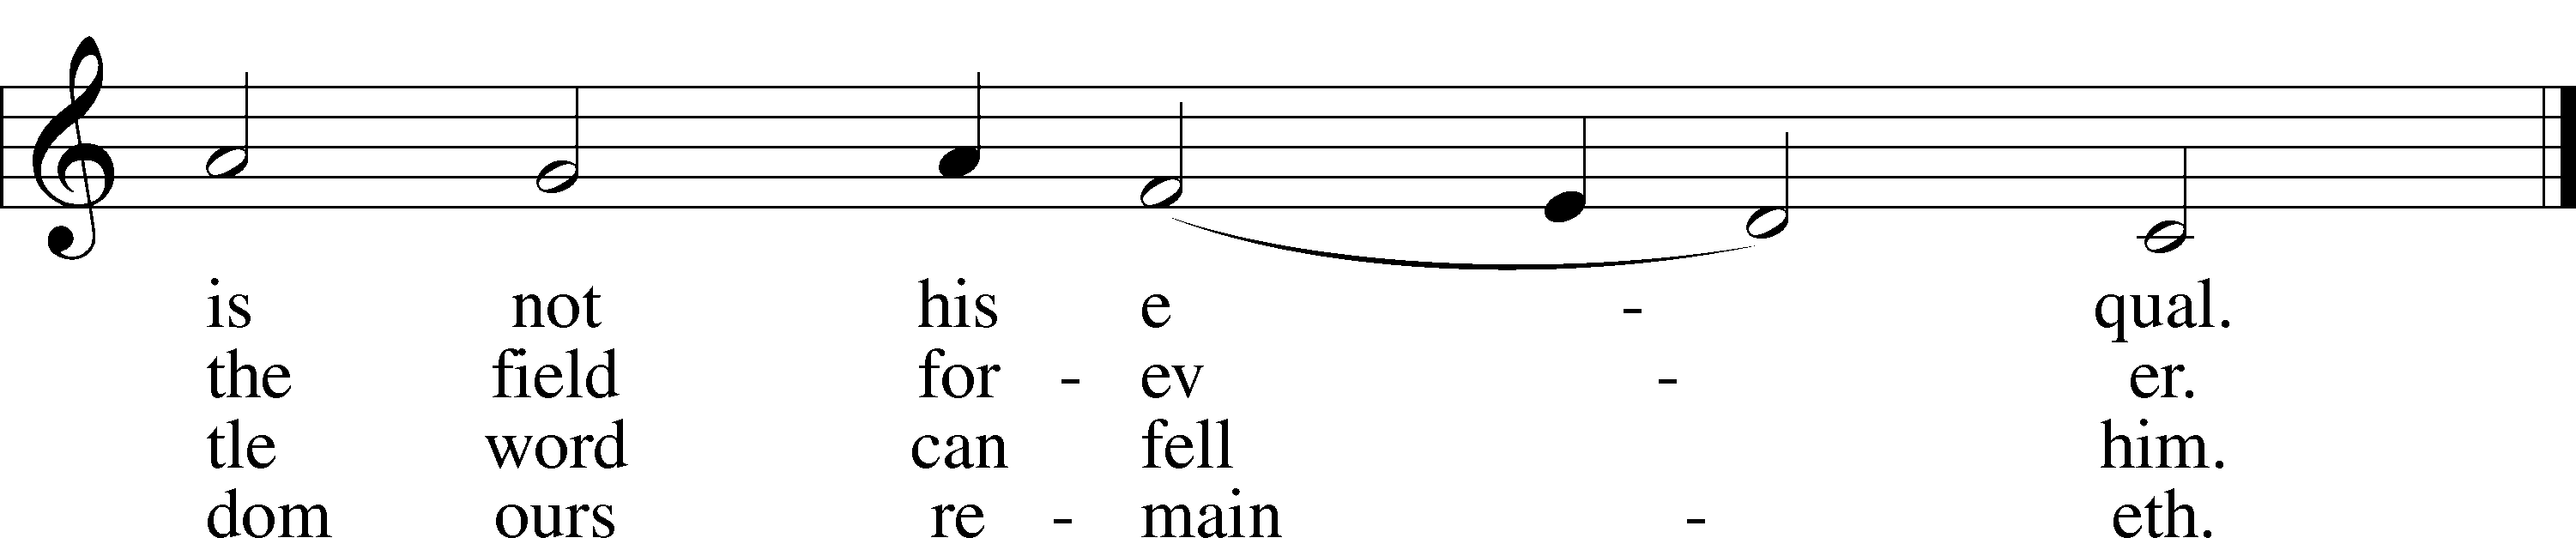 is not his e - qual.
the field for - ev - er.
tle word can fell him.
dom ours re - main - eth.